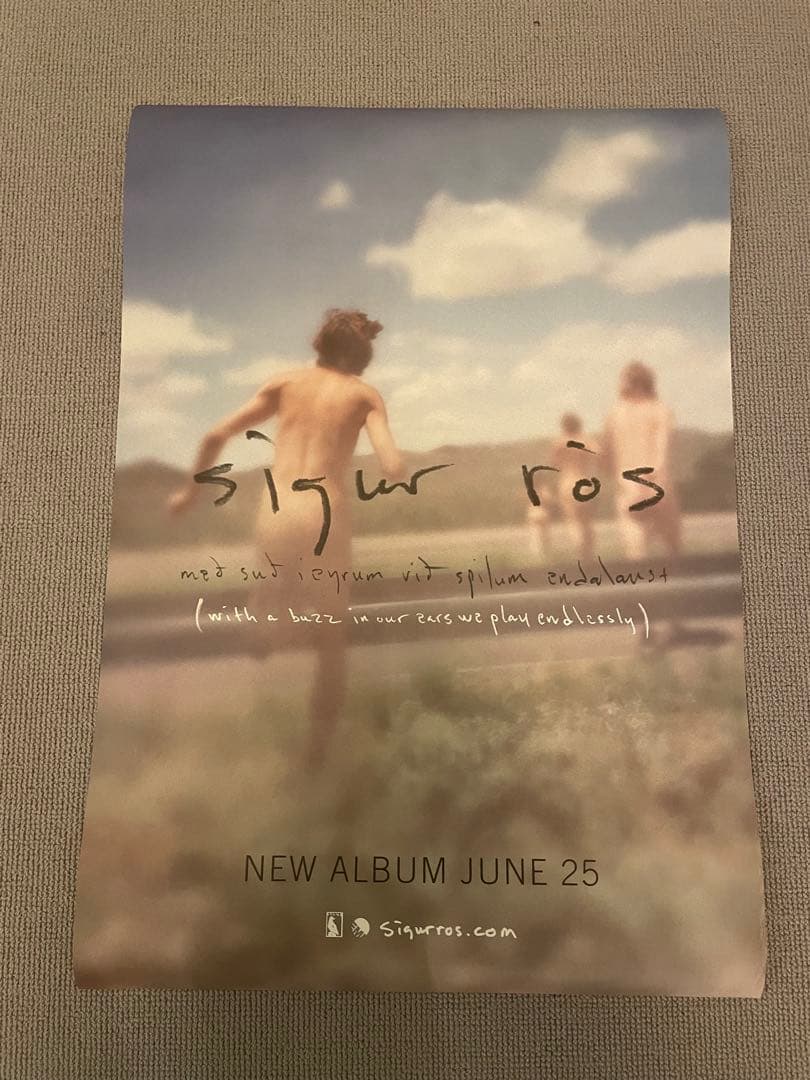 sigur rós
með suð í eyrum við spilum endalaust
(with a buzz in our ears we play endlessly)
NEW ALBUM JUNE 25
sigurros.com